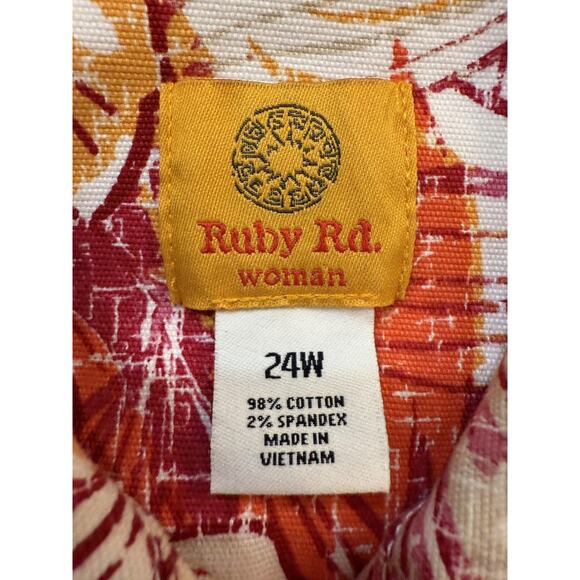 Ruby Rd.
woman
24W
98% COTTON
2% SPANDEX
MADE IN
VIETNAM